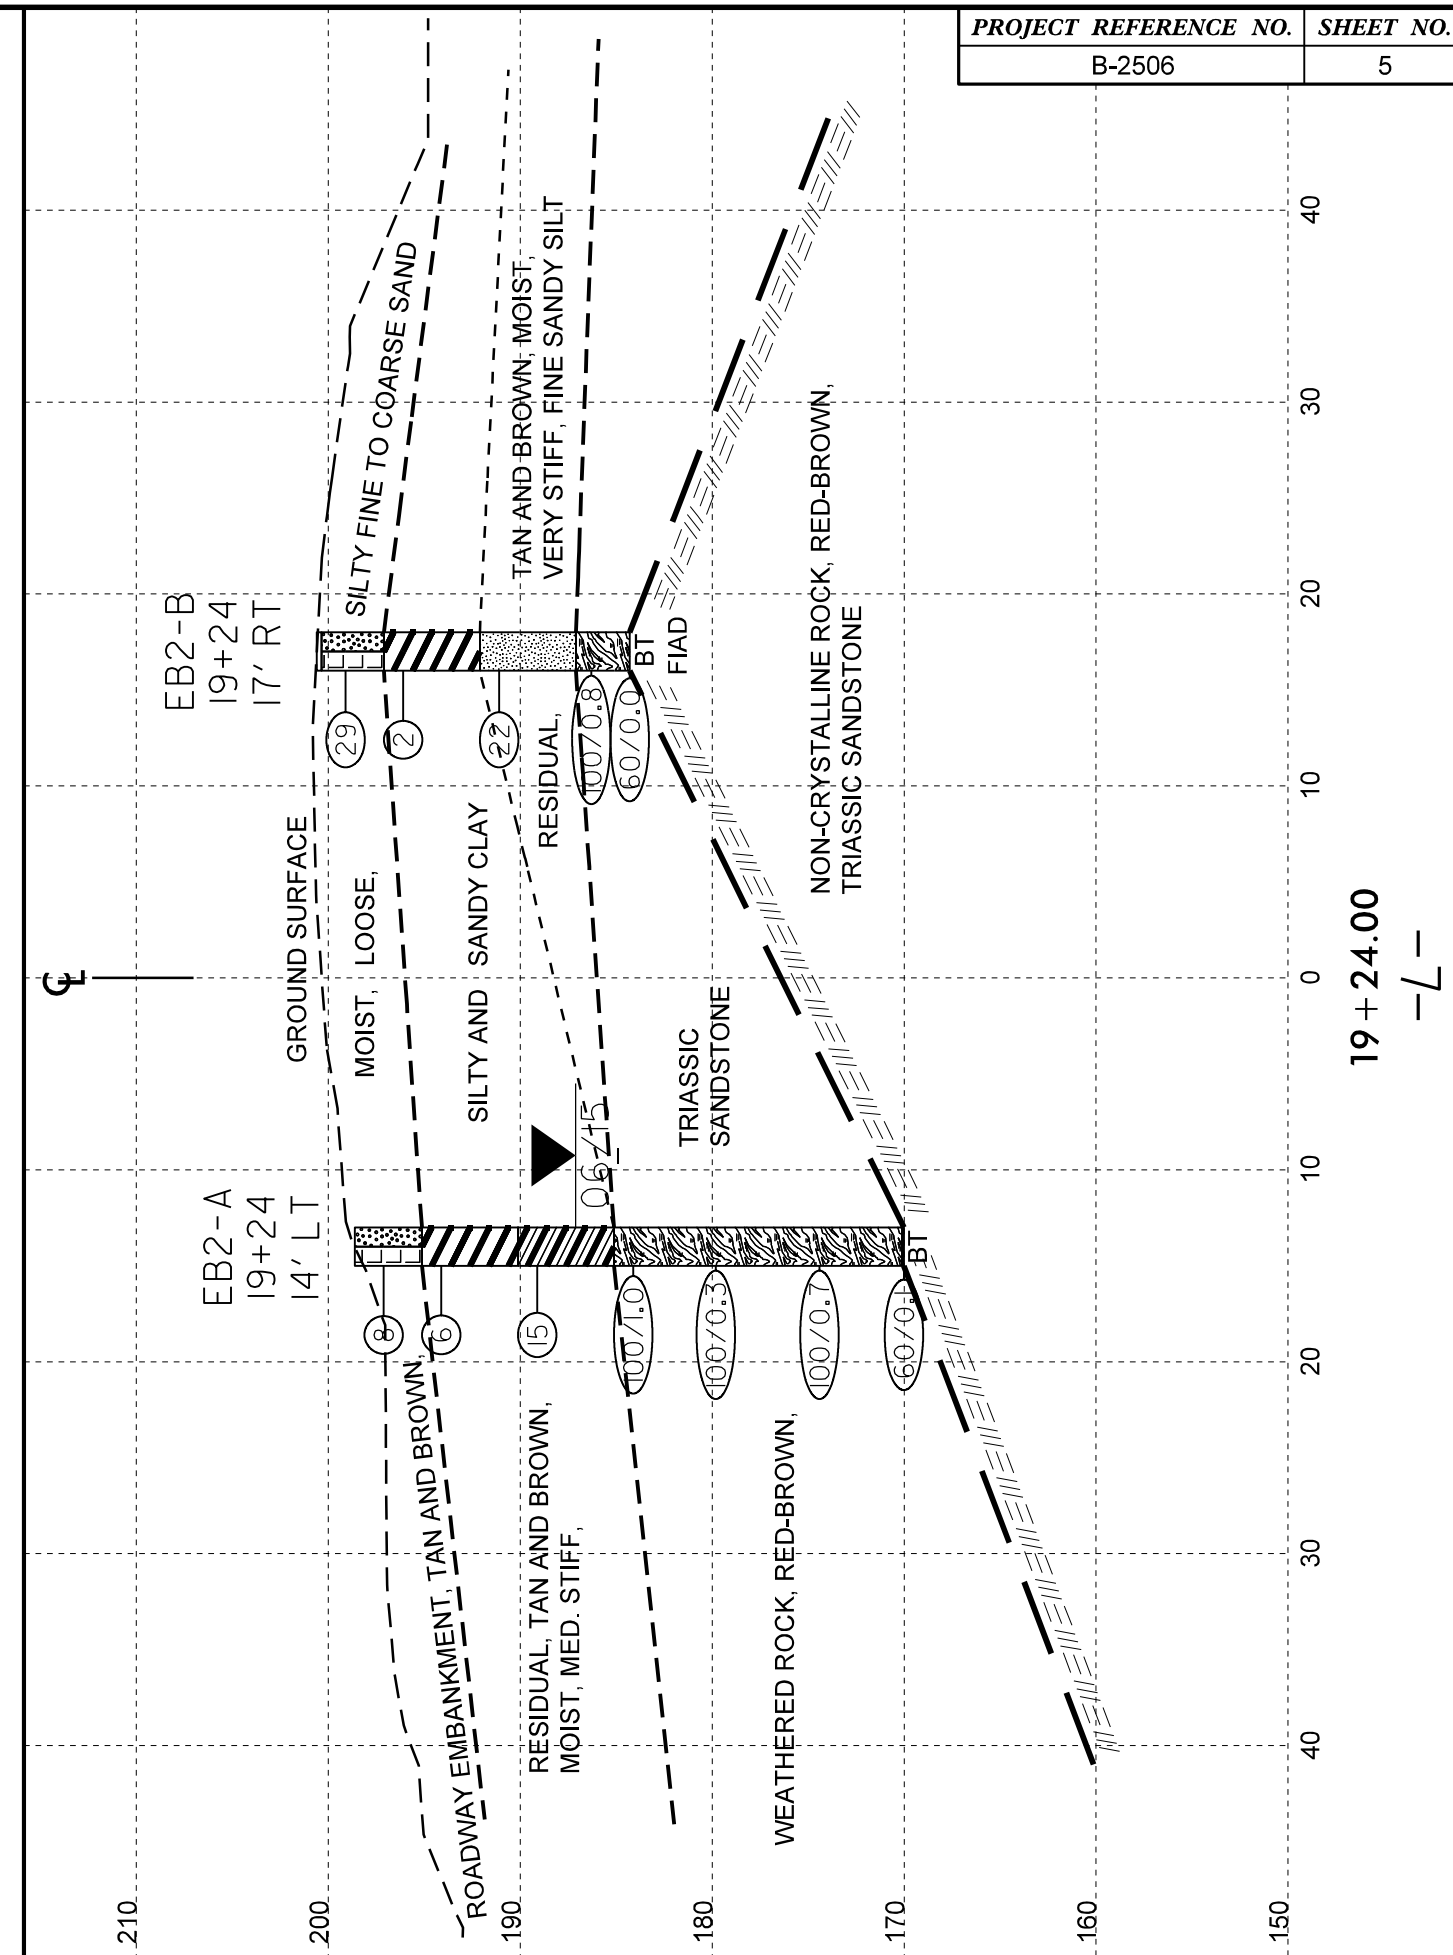 PROJECT REFERENCE NO.
SHEET NO.
B-2506
5
℄
EB2-A
19+24
14' LT
EB2-B
19+24
17' RT
GROUND SURFACE
ROADWAY EMBANKMENT, TAN AND BROWN,
MOIST, LOOSE,
SILTY FINE TO COARSE SAND
RESIDUAL, TAN AND BROWN,
MOIST, MED. STIFF,
SILTY AND SANDY CLAY
RESIDUAL,
TAN AND BROWN, MOIST,
VERY STIFF, FINE SANDY SILT
WEATHERED ROCK, RED-BROWN,
TRIASSIC
SANDSTONE
NON-CRYSTALLINE ROCK, RED-BROWN,
TRIASSIC SANDSTONE
8
6
15
100/1.0
100/0.3
100/0.7
60/0.1
BT
06/15
29
2
22
100/0.8
60/0.0
BT
FIAD
210
200
190
180
170
160
150
40
30
20
10
0
10
20
30
40
19+24.00
-L-